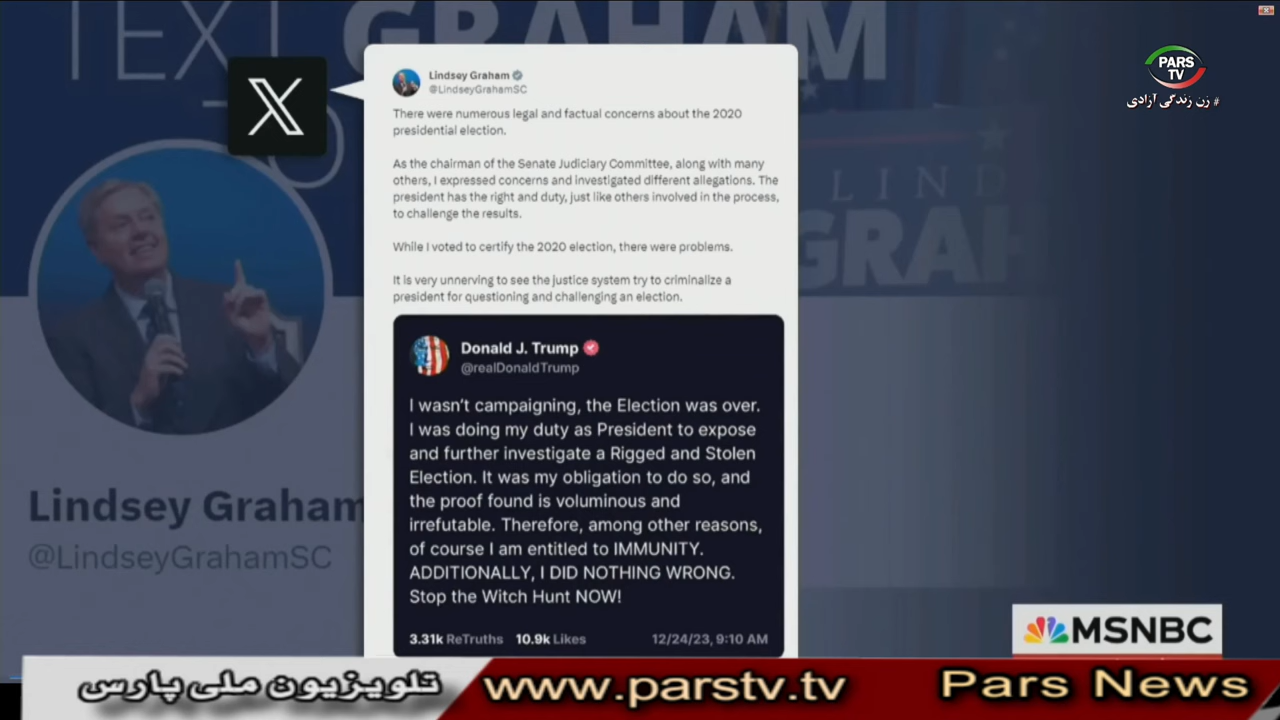 TEXT GRAHAM
PARS
TV
# زن زندگی آزادی
X
Lindsey Graham
@LindseyGrahamSC
There were numerous legal and factual concerns about the 2020
presidential election.
As the chairman of the Senate Judiciary Committee, along with many
others, I expressed concerns and investigated different allegations. The
president has the right and duty, just like others involved in the process,
to challenge the results.
While I voted to certify the 2020 election, there were problems.
It is very unnerving to see the justice system try to criminalize a
president for questioning and challenging an election.
LIND
GRAH
Donald J. Trump
@realDonaldTrump
I wasn't campaigning, the Election was over.
I was doing my duty as President to expose
and further investigate a Rigged and Stolen
Election. It was my obligation to do so, and
the proof found is voluminous and
irrefutable. Therefore, among other reasons,
of course I am entitled to IMMUNITY.
ADDITIONALLY, I DID NOTHING WRONG.
Stop the Witch Hunt NOW!
3.31k ReTruths 10.9k Likes 12/24/23, 9:10 AM
Lindsey Graham
@LindseyGrahamSC
MSNBC
تلویزیون ملی پارس
www.parstv.tv
Pars News